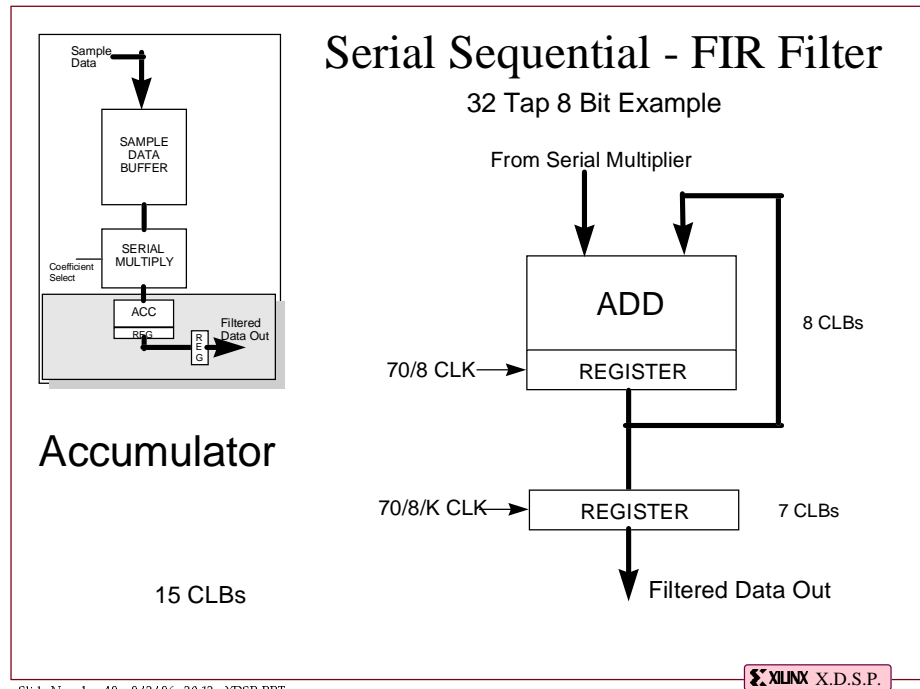 Serial Sequential - FIR Filter
32 Tap 8 Bit Example
Sample
Data
SAMPLE
DATA
BUFFER
SERIAL
MULTIPLY
Coefficient
Select
ACC
REG
R
E
G
Filtered
Data Out
Accumulator
15 CLBs
From Serial Multiplier
ADD
8 CLBs
70/8 CLK
REGISTER
70/8/K CLK
REGISTER
7 CLBs
Filtered Data Out
XILINX X.D.S.P.